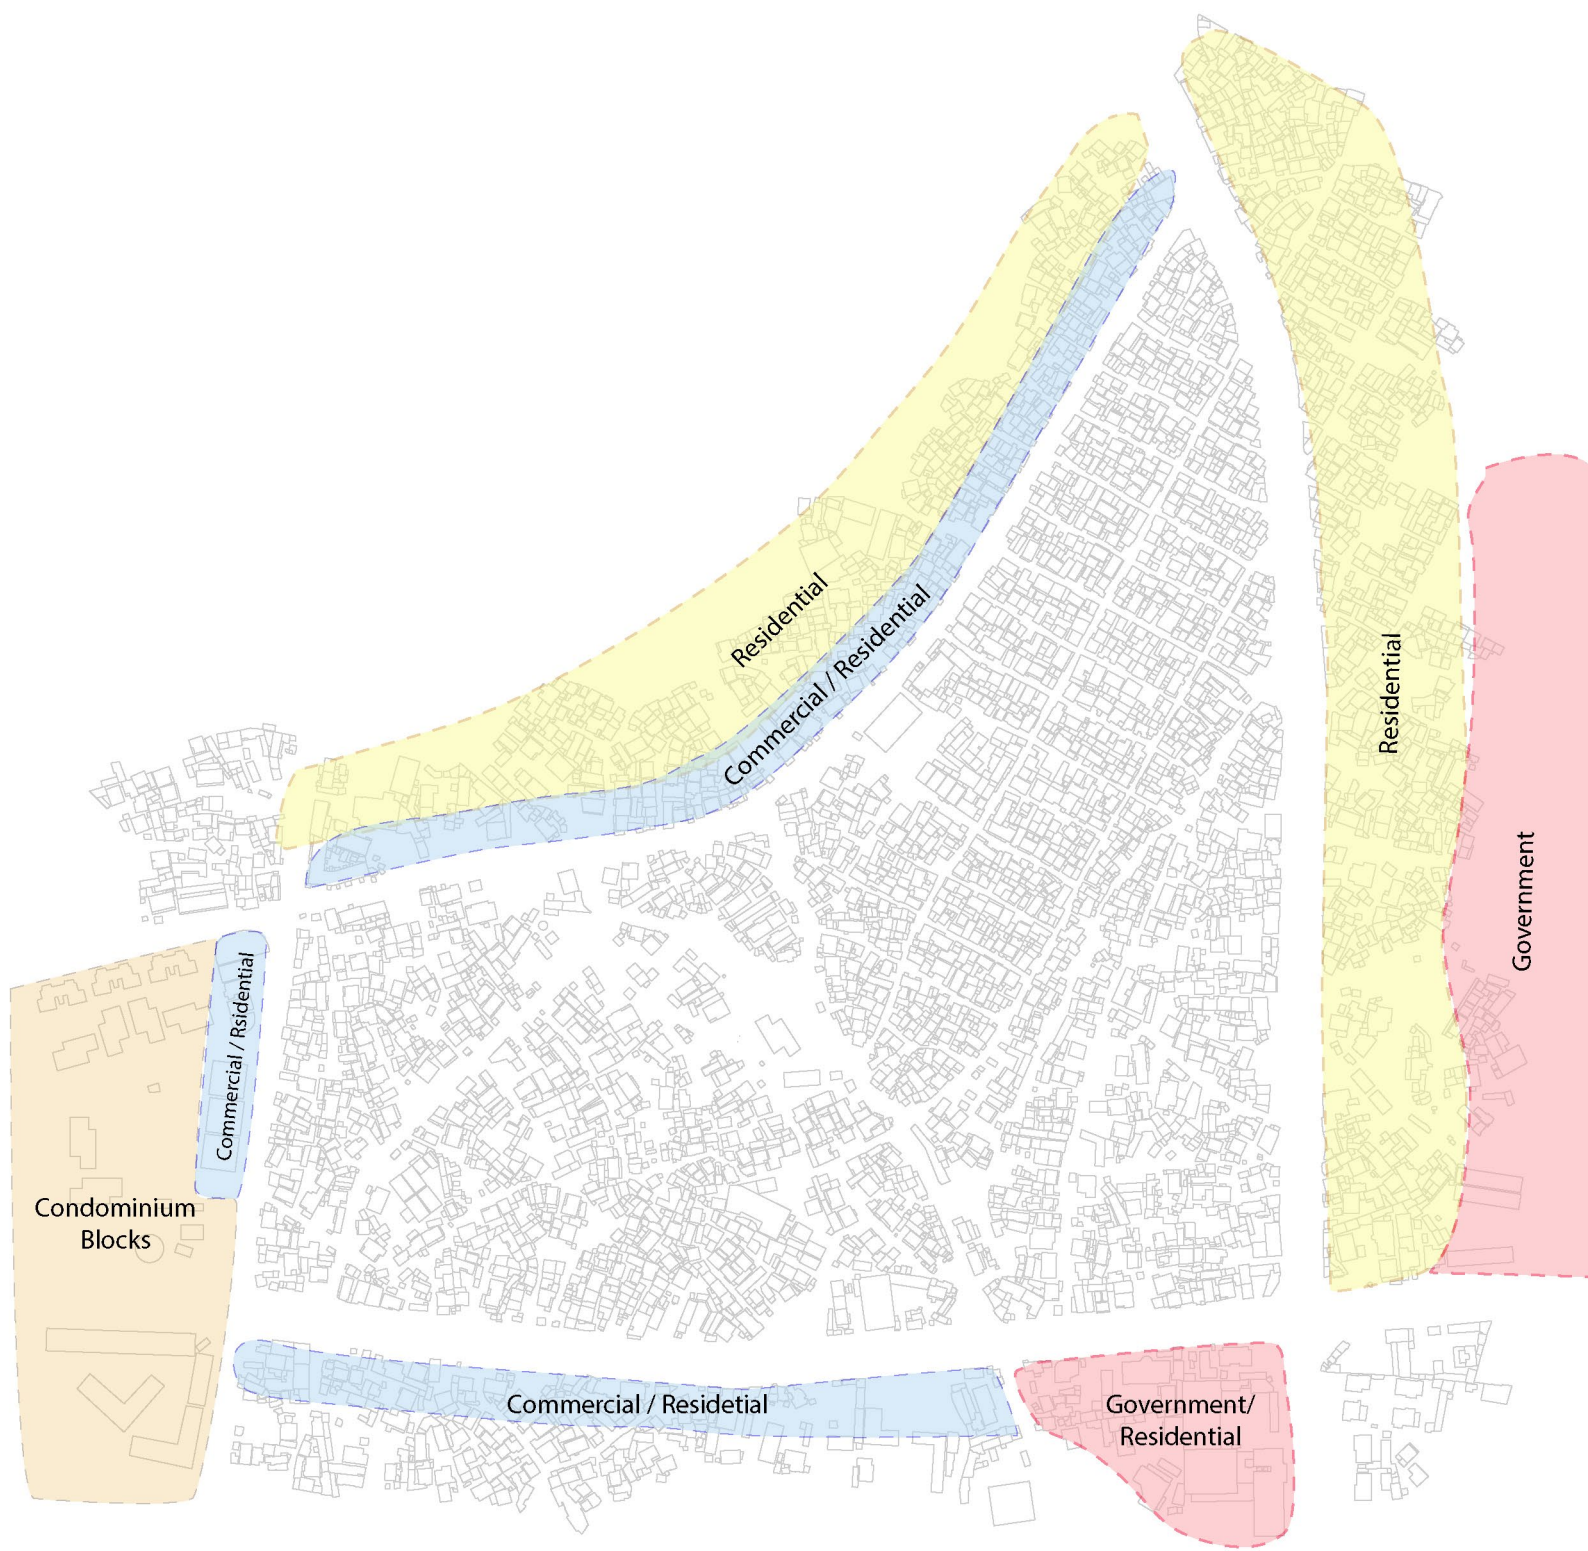 Residential
Commercial / Residential
Residential
Government
Commercial / Rsidential
Condominium
Blocks
Commercial / Residetial
Government/
Residential